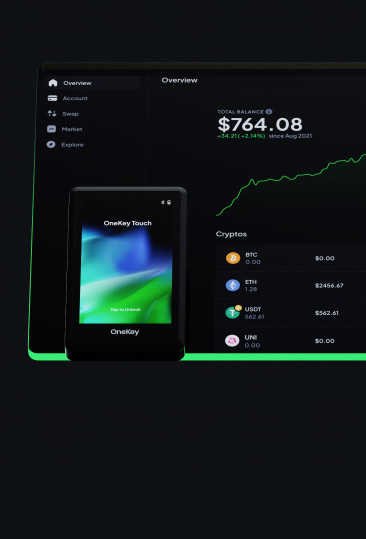 Overview
Account
Swap
Market
Explore
Overview
TOTAL BALANCE
$764.08
+34.21 (+2.14%) since Aug 2021
Cryptos
BTC
0.00
$0.00
ETH
1.28
$2456.67
USDT
562.61
$562.61
UNI
0.00
$0.00
OneKey Touch
Tap to Unlock
OneKey